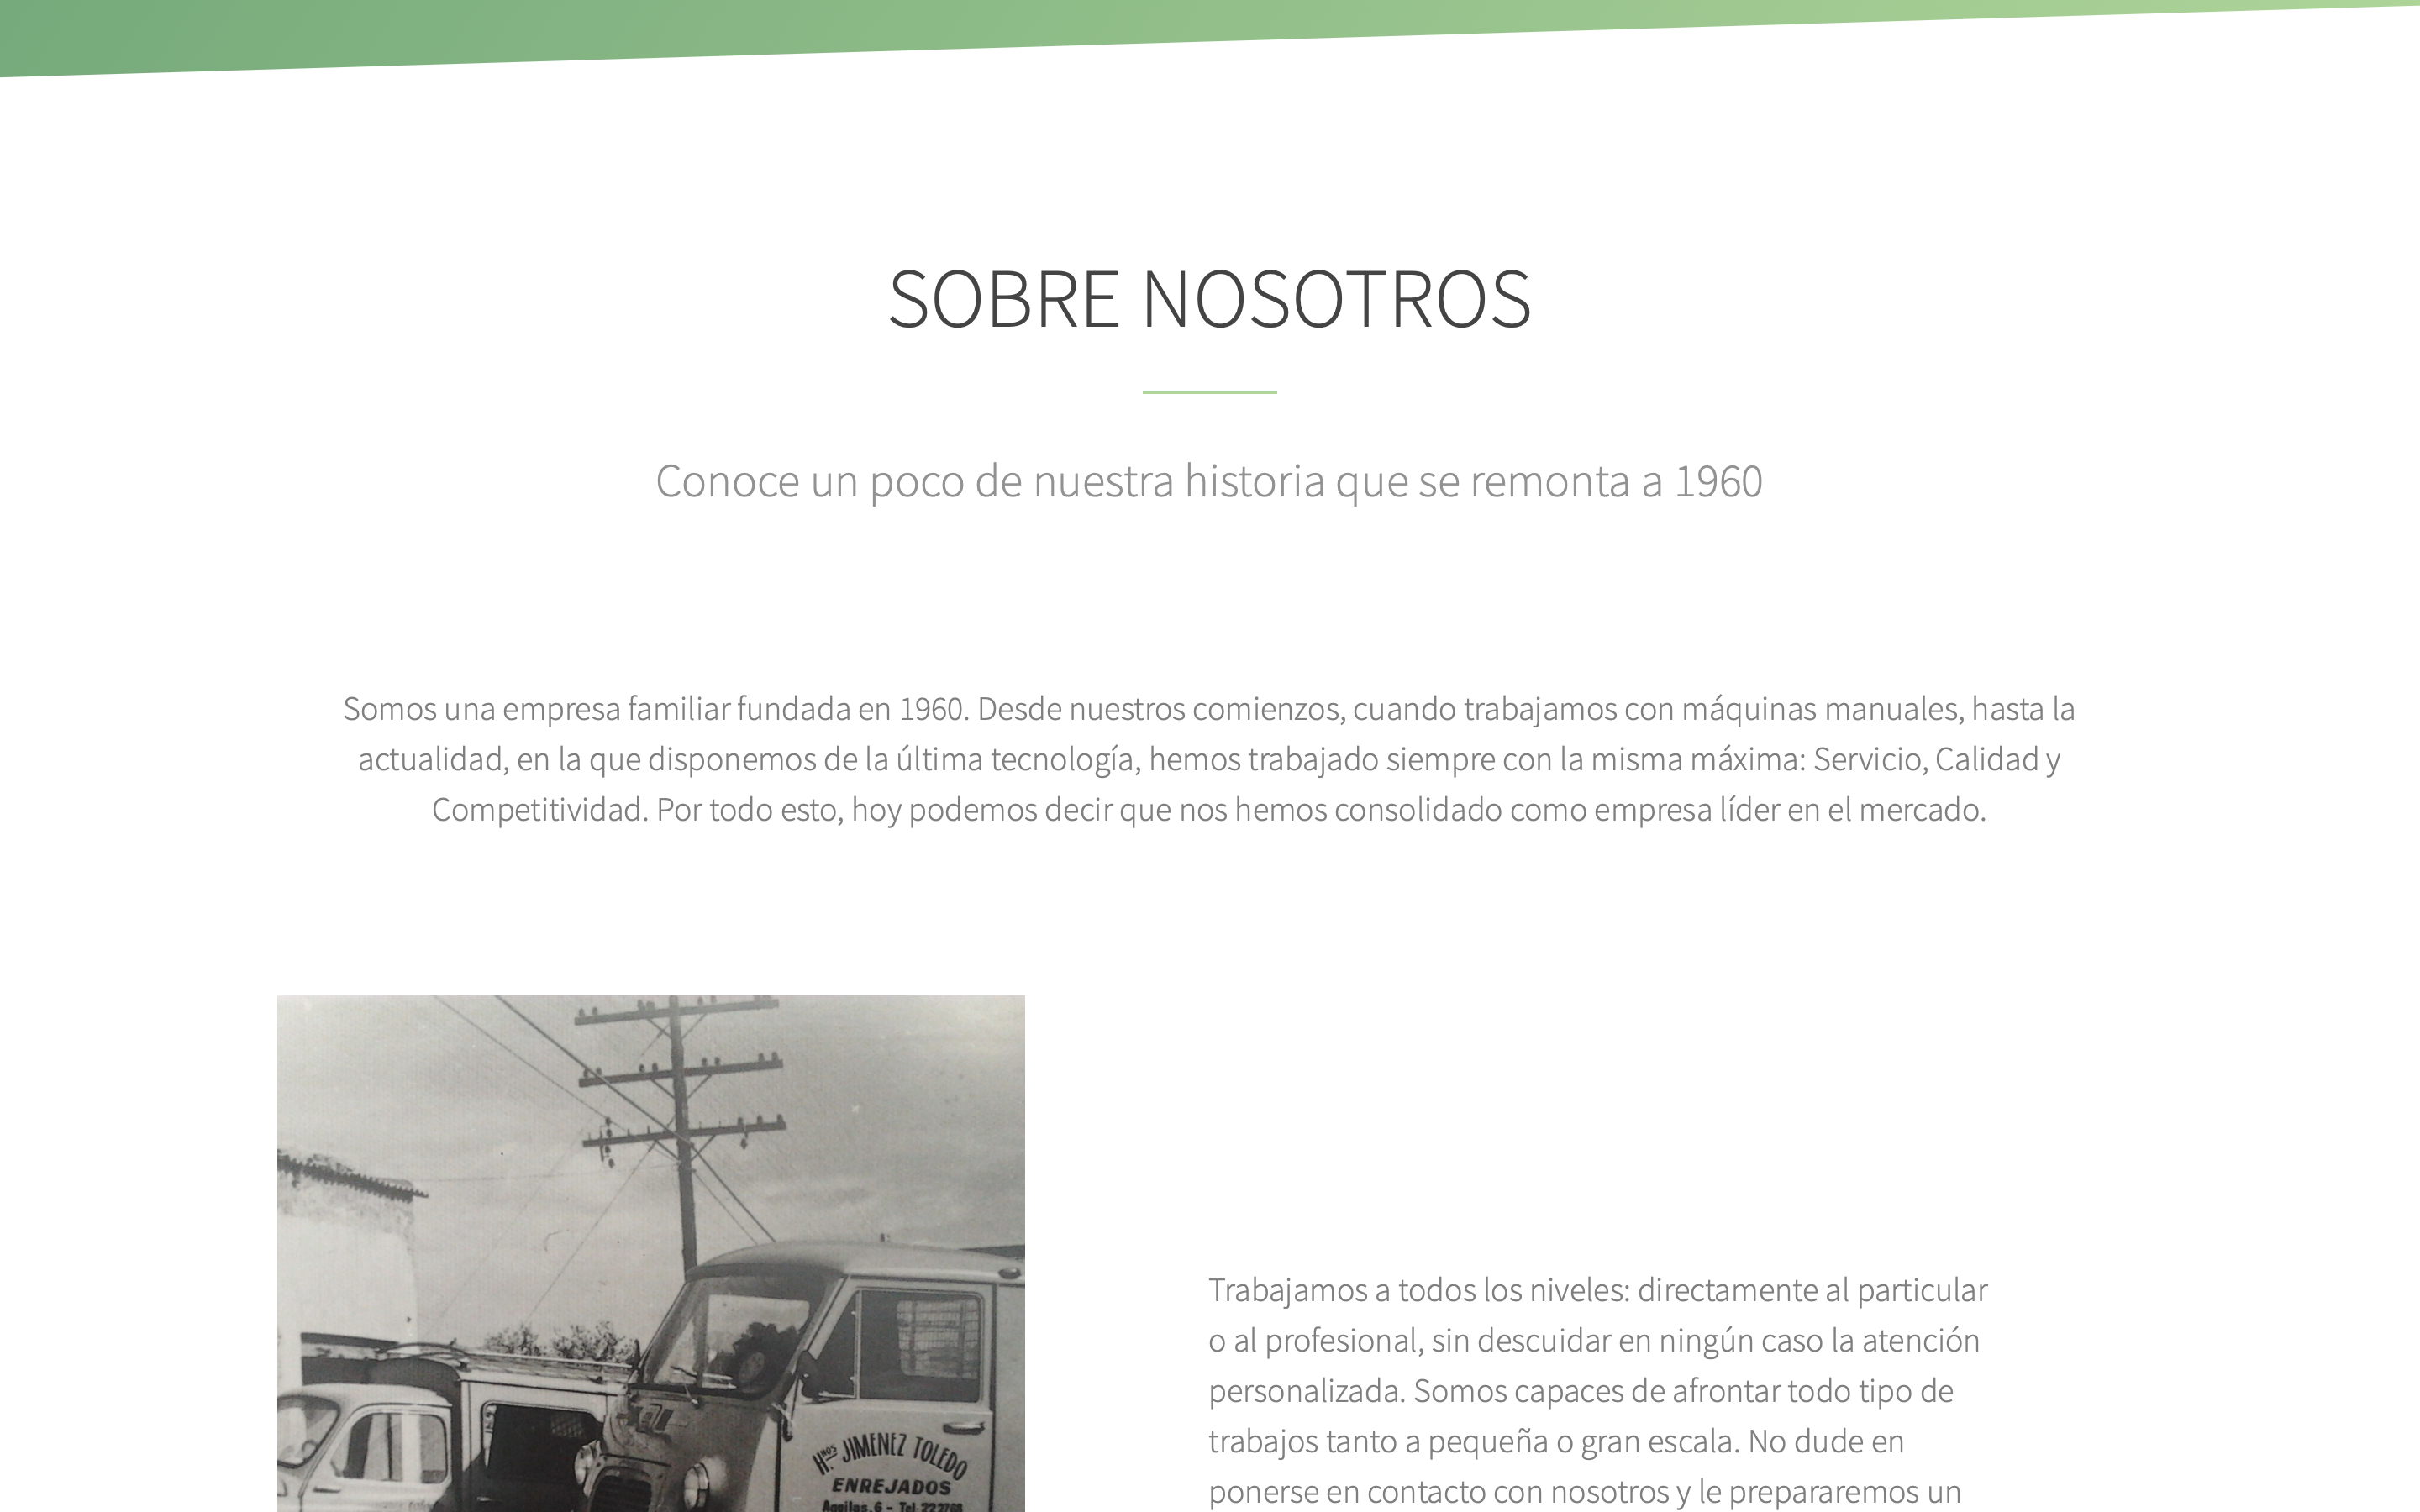 SOBRE NOSOTROS
Conoce un poco de nuestra historia que se remonta a 1960
Somos una empresa familiar fundada en 1960. Desde nuestros comienzos, cuando trabajamos con máquinas manuales, hasta la
actualidad, en la que disponemos de la última tecnología, hemos trabajado siempre con la misma máxima: Servicio, Calidad y
Competitividad. Por todo esto, hoy podemos decir que nos hemos consolidado como empresa líder en el mercado.
Hnos. JIMENEZ TOLEDO
ENREJADOS
Aguilas, 6 - Tel: 222768
Trabajamos a todos los niveles: directamente al particular
o al profesional, sin descuidar en ningún caso la atención
personalizada. Somos capaces de afrontar todo tipo de
trabajos tanto a pequeña o gran escala. No dude en
ponerse en contacto con nosotros y le prepararemos un